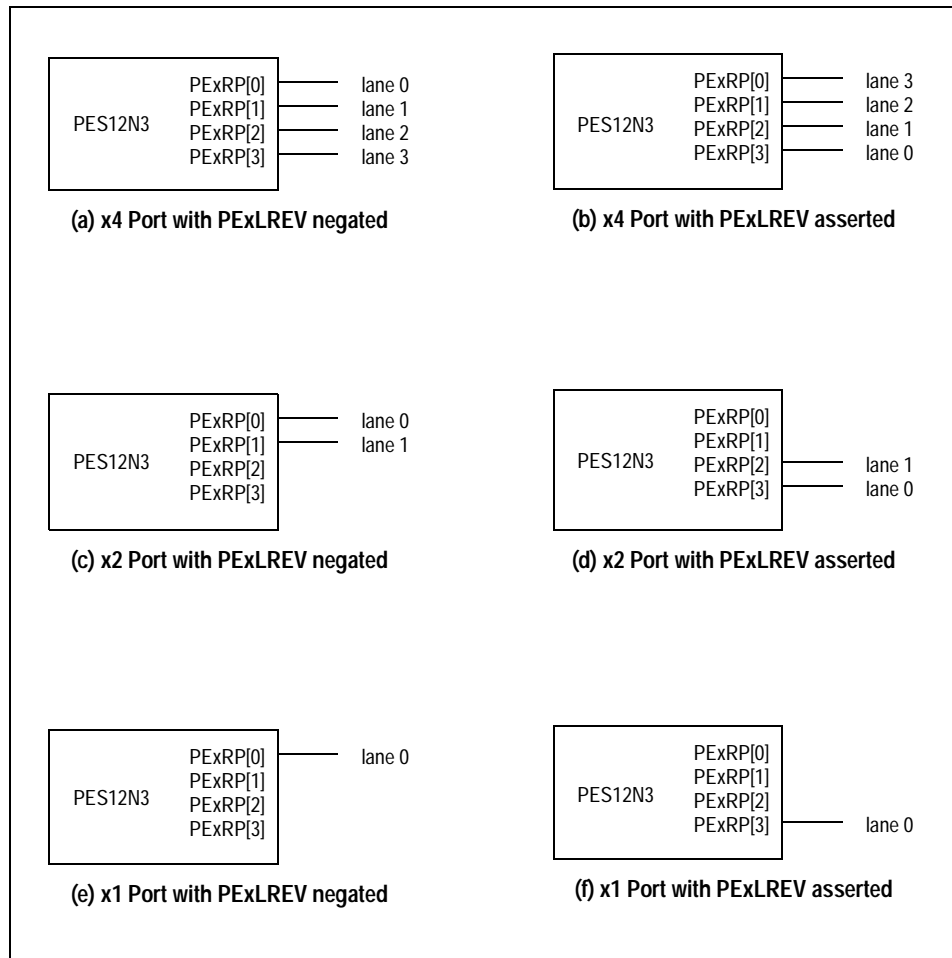 PES12N3
PExRP[0] lane 0
PExRP[1] lane 1
PExRP[2] lane 2
PExRP[3] lane 3
(a) x4 Port with PExLREV negated
PES12N3
PExRP[0] lane 3
PExRP[1] lane 2
PExRP[2] lane 1
PExRP[3] lane 0
(b) x4 Port with PExLREV asserted
PES12N3
PExRP[0] lane 0
PExRP[1] lane 1
PExRP[2]
PExRP[3]
(c) x2 Port with PExLREV negated
PES12N3
PExRP[0]
PExRP[1]
PExRP[2] lane 1
PExRP[3] lane 0
(d) x2 Port with PExLREV asserted
PES12N3
PExRP[0] lane 0
PExRP[1]
PExRP[2]
PExRP[3]
(e) x1 Port with PExLREV negated
PES12N3
PExRP[0]
PExRP[1]
PExRP[2]
PExRP[3] lane 0
(f) x1 Port with PExLREV asserted